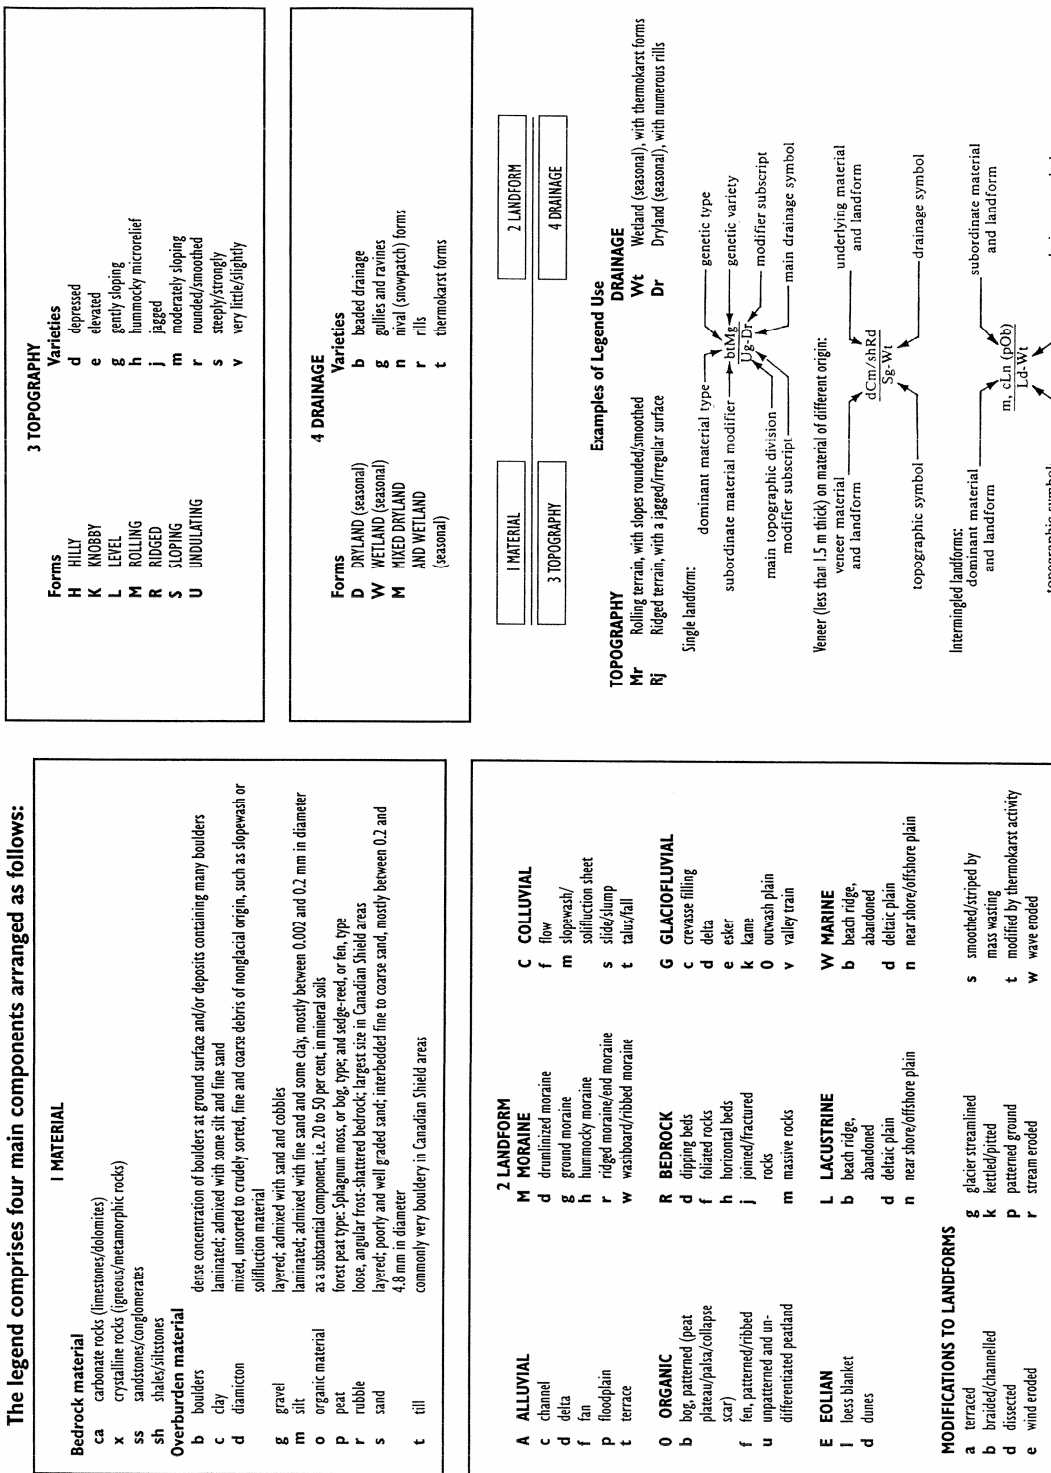 The legend comprises four main components arranged as follows:
1 MATERIAL
Bedrock material
ca carbonate rocks (limestones/dolomites)
x crystalline rocks (igneous/metamorphic rocks)
ss sandstones/conglomerates
sh shales/siltstones
Overburden material
b boulders dense concentration of boulders at ground surface and/or deposits containing many boulders
c clay laminated; admixed with some silt and fine sand
d diamicton mixed, unsorted to crudely sorted, fine and coarse debris of nonglacial origin, such as slopewash or
solifluction material
g gravel layered; admixed with sand and cobbles
m silt laminated; admixed with fine sand and some clay, mostly between 0.002 and 0.2 mm in diameter
o organic material as a substantial component, i.e. 20 to 50 per cent, in mineral soils
p peat forest peat type: Sphagnum moss, or bog, type; and sedge-reed, or fen, type
r rubble loose, angular frost-shattered bedrock; largest size in Canadian Shield areas
s sand layered; poorly and well graded sand; interbedded fine to coarse sand, mostly between 0.2 and
4.8 mm in diameter
t till commonly very bouldery in Canadian Shield areas
2 LANDFORM
A ALLUVIAL
c channel
d delta
f fan
p floodplain
t terrace
M MORAINE
d drumlinized moraine
g ground moraine
h hummocky moraine
r ridged moraine/end moraine
w washboard/ribbed moraine
C COLLUVIAL
f flow
m slopewash/
solifluction sheet
s slide/slump
t talus/fall
O ORGANIC
b bog, patterned (peat
plateau/palsa/collapse
scar)
f fen, patterned/ribbed
u unpatterned and un-
differentiated peatland
R BEDROCK
d dipping beds
f foliated rocks
h horizontal beds
j joined/fractured
rocks
m massive rocks
G GLACIOFLUVIAL
c crevasse filling
d delta
e esker
k kame
O outwash plain
v valley train
E EOLIAN
l loess blanket
d dunes
L LACUSTRINE
b beach ridge,
abandoned
d deltaic plain
n near shore/offshore plain
W MARINE
b beach ridge,
abandoned
d deltaic plain
n near shore/offshore plain
MODIFICATIONS TO LANDFORMS
a terraced
b braided/channelled
d dissected
e wind eroded
g glacier streamlined
k kettled/pitted
p patterned ground
r stream eroded
s smoothed/striped by
mass wasting
t modified by thermokarst activity
w wave eroded
3 TOPOGRAPHY
Forms
H HILLY
K KNOBBY
L LEVEL
M ROLLING
R RIDGED
S SLOPING
U UNDULATING
Varieties
d depressed
e elevated
g gently sloping
h hummocky microrelief
j jagged
m moderately sloping
r rounded/smoothed
s steeply/strongly
v very little/slightly
4 DRAINAGE
Forms
D DRYLAND (seasonal)
W WETLAND (seasonal)
M MIXED DRYLAND
AND WETLAND
(seasonal)
Varieties
b beaded drainage
g gullies and ravines
n nival (snowpatch) forms
r rills
t thermokarst forms
1 MATERIAL 2 LANDFORM
3 TOPOGRAPHY 4 DRAINAGE
Examples of Legend Use
TOPOGRAPHY
Mr Rolling terrain, with slopes rounded/smoothed
Rj Ridged terrain, with a jagged/irregular surface
DRAINAGE
Wt Wetland (seasonal), with thermokarst forms
Dr Dryland (seasonal), with numerous rills
Single landform:
dominant material type
subordinate material modifier
main topographic division
modifier subscript
btMg
Ug-Dr
genetic type
genetic variety
modifier subscript
main drainage symbol
Veneer (less than 1.5 m thick) on material of different origin:
veneer material
and landform
topographic symbol
dCm/shRd
Sg-Wt
underlying material
and landform
drainage symbol
Intermingled landforms:
dominant material
and landform
m, cLn (pOb)
Ld-Wt
subordinate material
and landform
topographic symbol